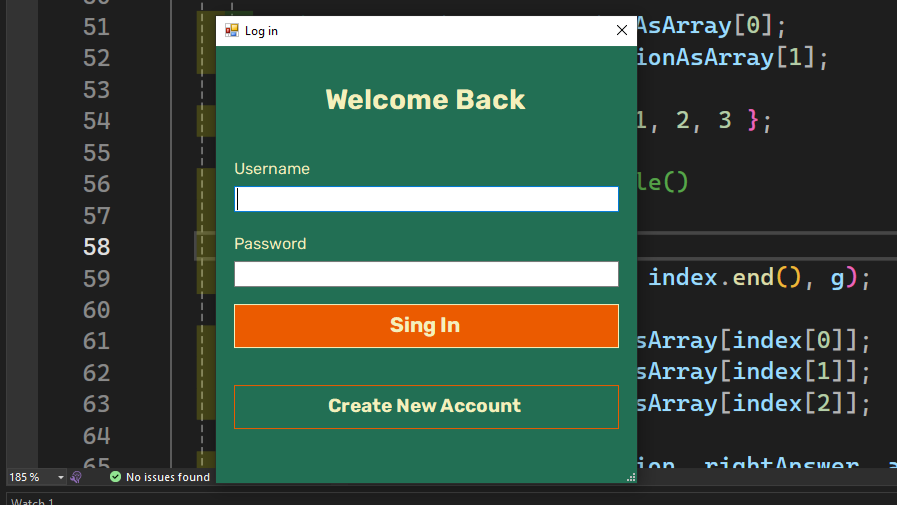 51 AsArray[0];
52 ionAsArray[1];
53
54 1, 2, 3 };
55
56 le()
57
58
59 index.end(), g);
60
61 sArray[index[0]];
62 sArray[index[1]];
63 sArray[index[2]];
64
65 ion, rightAnswer, a
Log in
Welcome Back
Username
Password
Sing In
Create New Account
185 %
No issues found
Watch 1